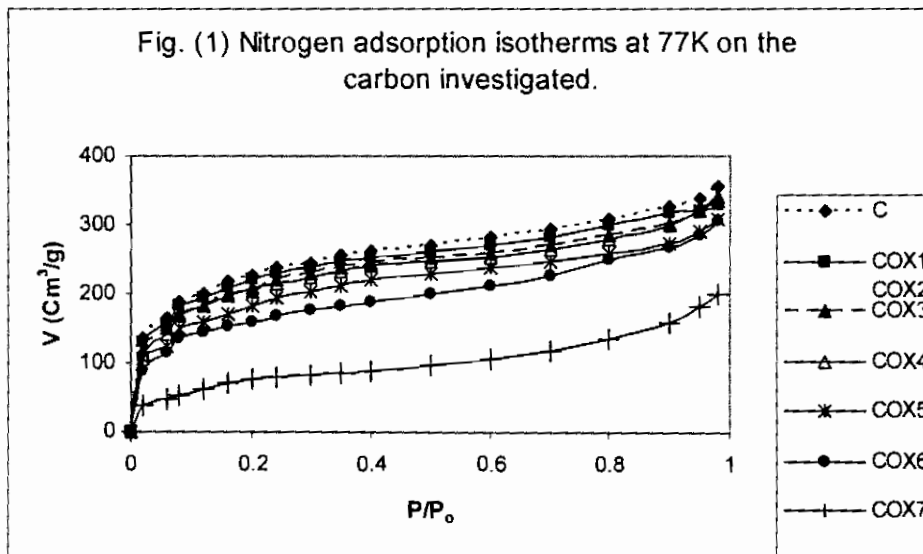 Fig. (1) Nitrogen adsorption isotherms at 77K on the
carbon investigated.
V (Cm³/g)
400
300
200
100
0
0
0.2
0.4
0.6
0.8
1
P/Pₒ
C
COX1
COX2
COX3
COX4
COX5
COX6
COX7